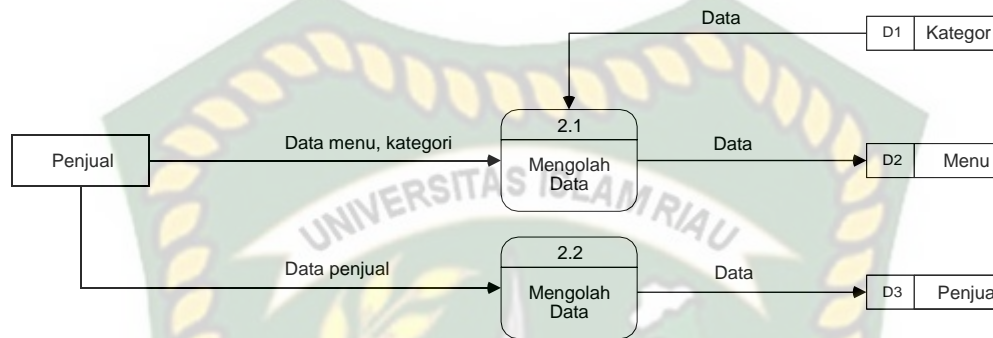 Data
D1 Kategor
2.1
Penjual
Data menu, kategori
Mengolah
Data
Data
D2 Menu
UNIVERSITAS ISLAM RIAU
2.2
Data penjual
Mengolah
Data
Data
D3 Penjua